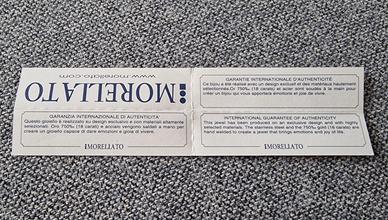 www.morellato.com
MORELLATO
GARANZIA INTERNAZIONALE DI AUTENTICITA'
Questo gioiello è realizzato su design esclusivo e con materiali altamente
selezionati. Oro 750‰ (18 carati) e acciaio vengono saldati a mano per
creare un gioiello capace di dare emozioni e gioia di vivere.
MORELLATO
GARANTIE INTERNATIONALE D'AUTHENTICITÉ
Ce bijou a été réalisé avec un design exclusif et des matériaux hautement
sélectionnés. Or 750‰ (18 carats) et acier sont soudés à la main pour
créer un bijou qui vous apportera émotions et joie de vivre.
INTERNATIONAL GUARANTEE OF AUTHENTICITY
This jewel has been produced on an exclusive design and with highly
selected materials. The stainless steel and the 750‰ gold (18 carats) are
hand welded to create a jewel that brings emotions and joy of life.
MORELLATO